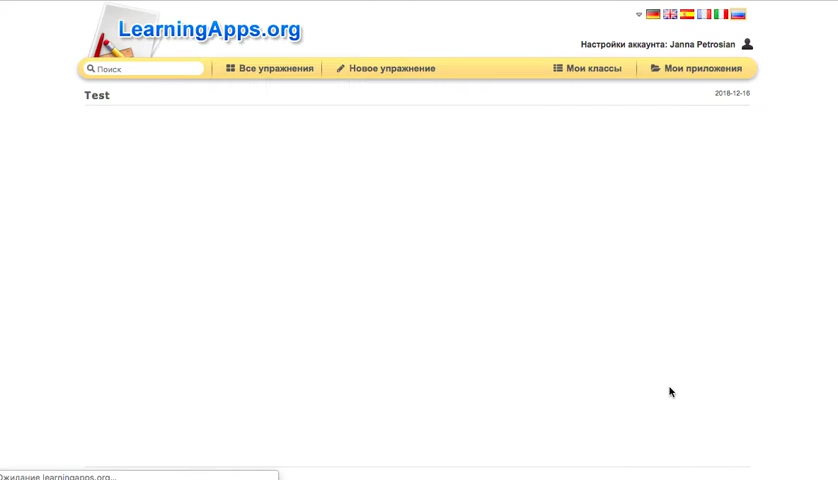 LearningApps.org
Настройки аккаунта: Janna Petrosian
Поиск
Все упражнения
Новое упражнение
Мои классы
Мои приложения
Test
2018-12-16
Ожидание learningapps.org...